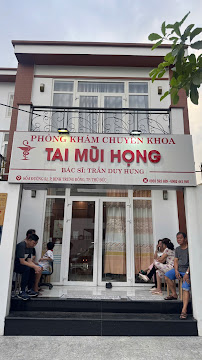 PHÒNG KHÁM CHUYÊN KHOA
TAI MŨI HỌNG
BÁC SĨ: TRẦN DUY HƯNG